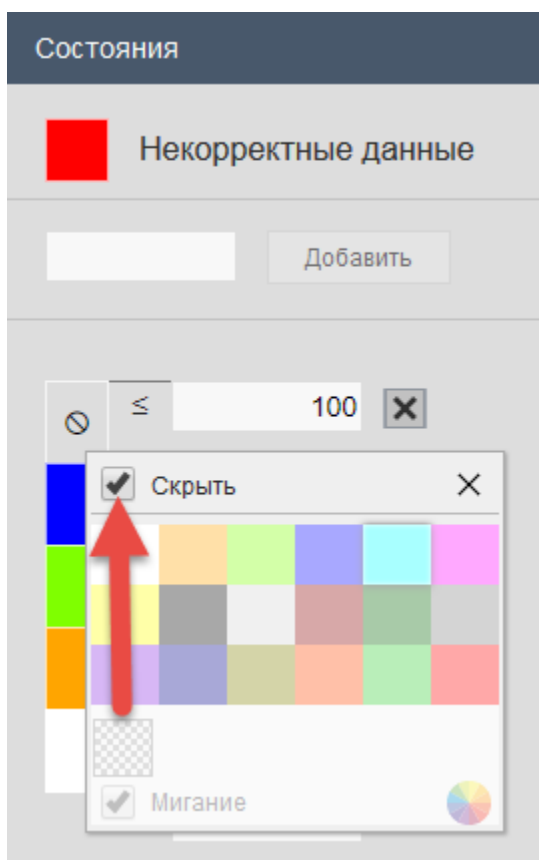 Состояния
Некорректные данные
Добавить
≤ 100
Скрыть
Мигание